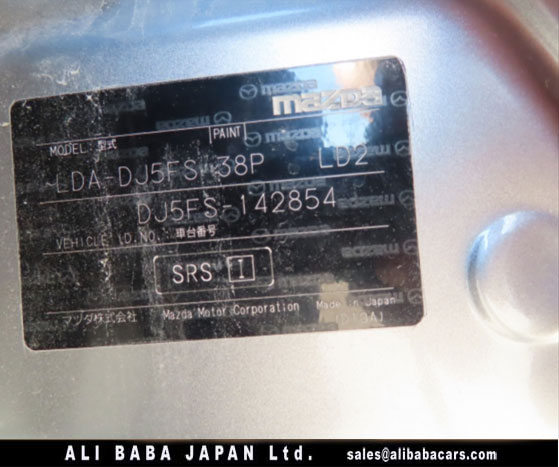 mazda
MODEL: 型式 PAINT
LDA-DJ5FS 38P LD2
DJ5FS-142854
VEHICLE I.D.NO. 車台番号
SRS I
マツダ株式会社 Mazda Motor Corporation Made in Japan
ALI BABA JAPAN Ltd. sales@alibabacars.com